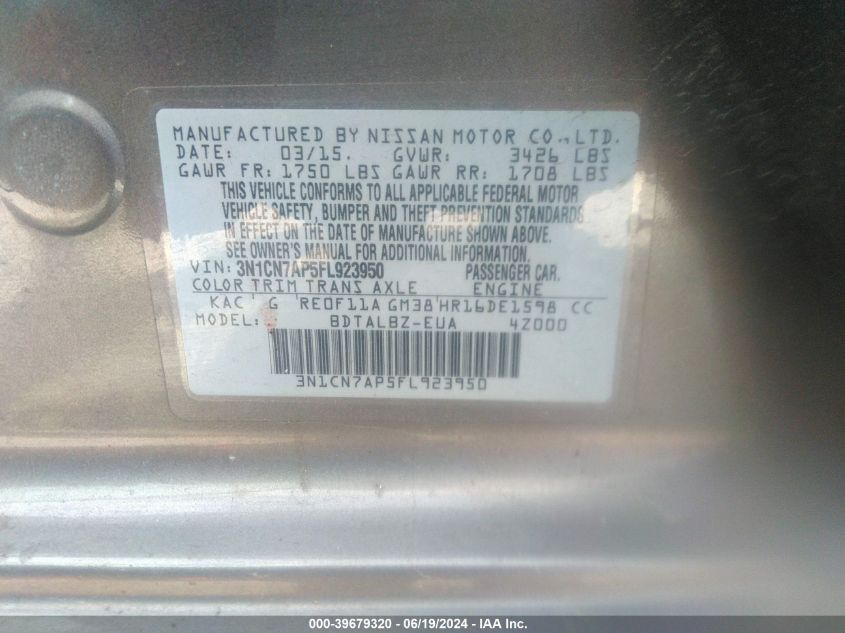 MANUFACTURED BY NISSAN MOTOR CO.,LTD.
DATE: 03/15. GVWR: 3426 LBS
GAWR FR: 1750 LBS GAWR RR: 1708 LBS
THIS VEHICLE CONFORMS TO ALL APPLICABLE FEDERAL MOTOR
VEHICLE SAFETY, BUMPER AND THEFT PREVENTION STANDARDS
IN EFFECT ON THE DATE OF MANUFACTURE SHOWN ABOVE.
SEE OWNER'S MANUAL FOR ADDITIONAL INFORMATION.
VIN: 3N1CN7AP5FL923950 PASSENGER CAR.
COLOR TRIM TRANS AXLE ENGINE
KAC G RE0F11A GM38 HR16DE1598 CC
MODEL: BDTALBZ-EUA 4Z000
3N1CN7AP5FL923950
000-39679320 - 06/19/2024 - IAA Inc.